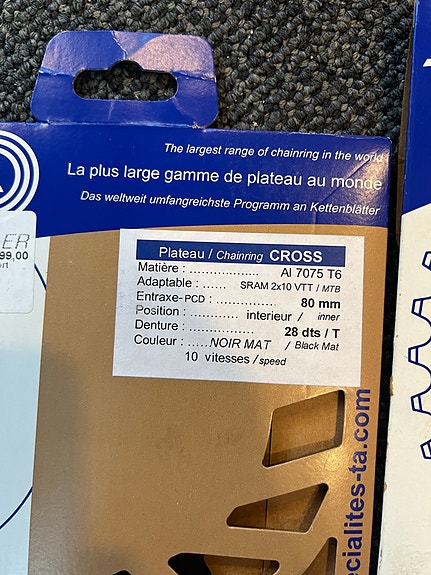 The largest range of chainring in the world
La plus large gamme de plateau au monde
Das weltweit umfangreichste Programm an Kettenblätter
ER
99,00
Plateau / Chainring CROSS
Matière : .................. Al 7075 T6
Adaptable : ...... SRAM 2x10 VTT / MTB
Entraxe-PCD : ............... 80 mm
Position : ........... interieur / inner
Denture : ................ 28 dts / T
Couleur : .....NOIR MAT / Black Mat
10 vitesses / speed
ecialites-ta.com